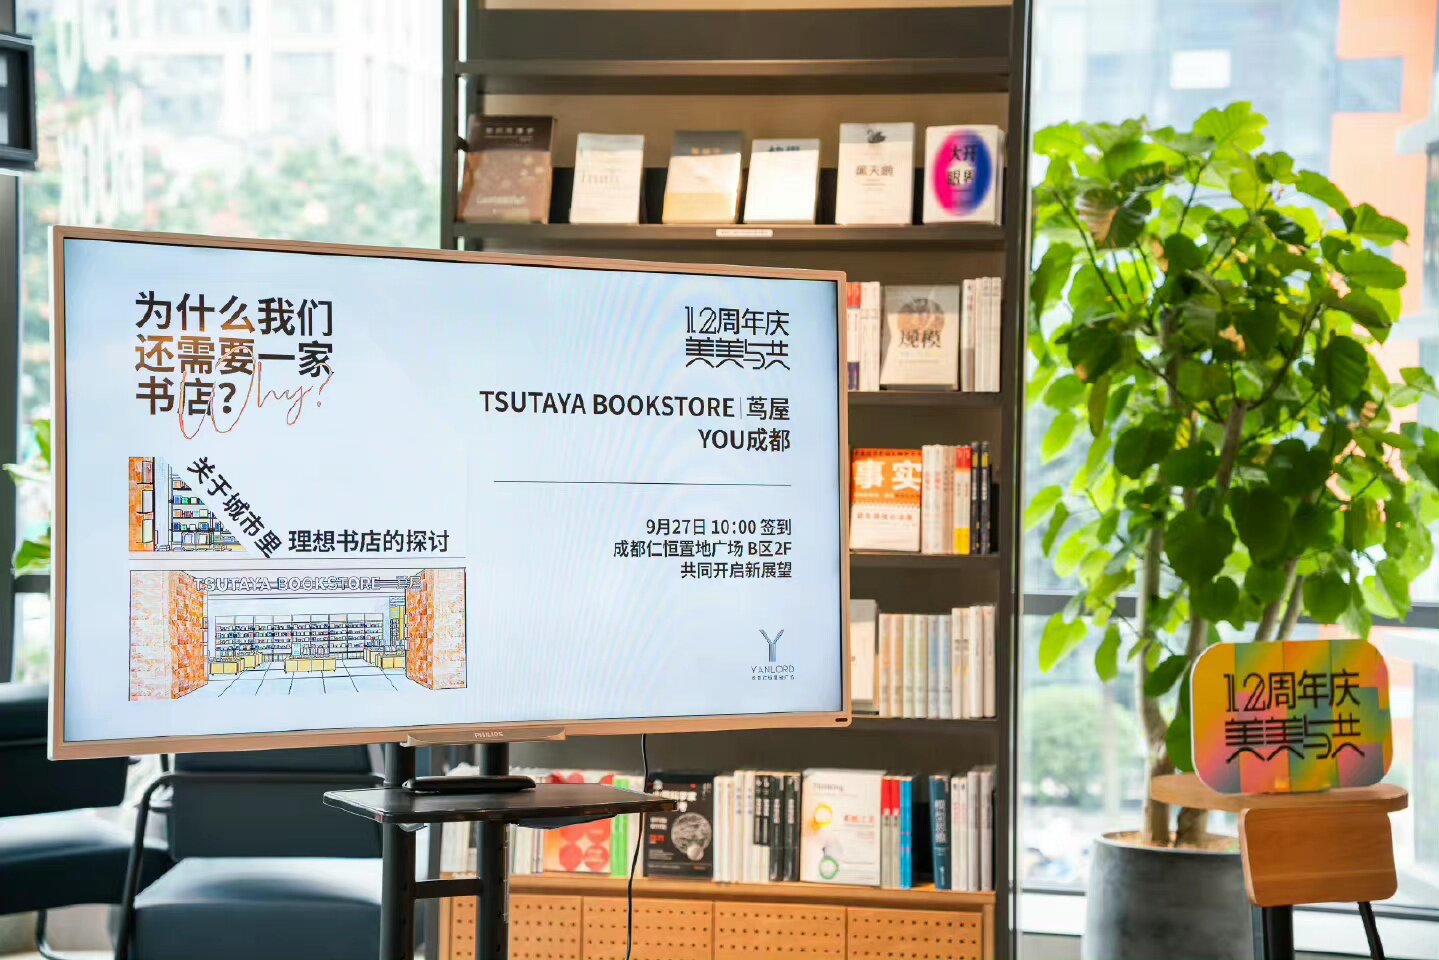 为什么我们
还需要一家
书店?
Why?
关于城市里
理想书店的探讨
TSUTAYA BOOKSTORE
12周年庆
美美与共
TSUTAYA BOOKSTORE|茑屋
YOU成都
9月27日 10:00 签到
成都仁恒置地广场 B区2F
共同开启新展望
YANLORD
PHILIPS
黑天鹅
大开
眼界
规模
事实
12周年庆
美美与共